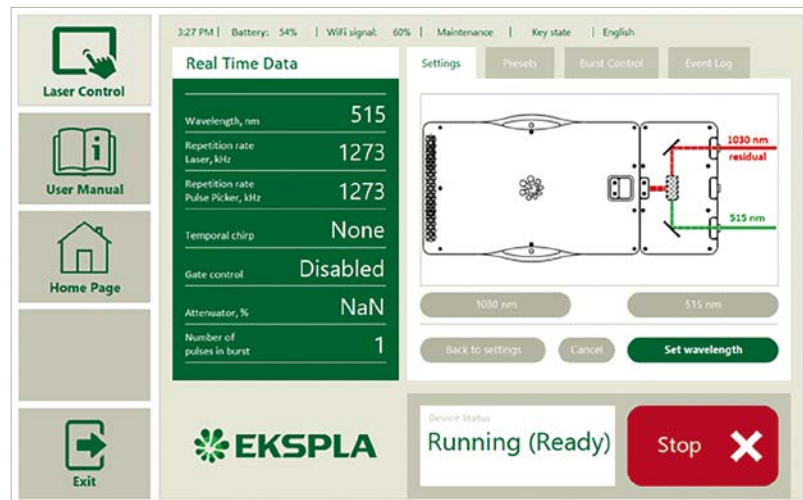 3:27 PM | Battery: 54% | WiFi signal: 60% | Maintenance | Key state | English
Laser Control
User Manual
Home Page
Exit
Real Time Data
Wavelength, nm 515
Repetition rate
Laser, kHz 1273
Repetition rate
Pulse Picker, kHz 1273
Temporal chirp None
Gate control Disabled
Attenuator, % NaN
Number of
pulses in burst 1
Settings Presets Burst Control Event Log
1030 nm
residual
515 nm
1030 nm 515 nm
Back to settings Cancel Set wavelength
EKSPLA
Device Status
Running (Ready)
Stop